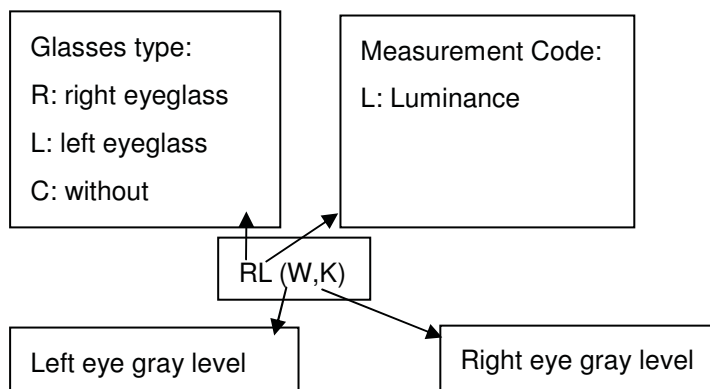 Glasses type:
R: right eyeglass
L: left eyeglass
C: without
Measurement Code:
L: Luminance
RL (W,K)
Left eye gray level
Right eye gray level